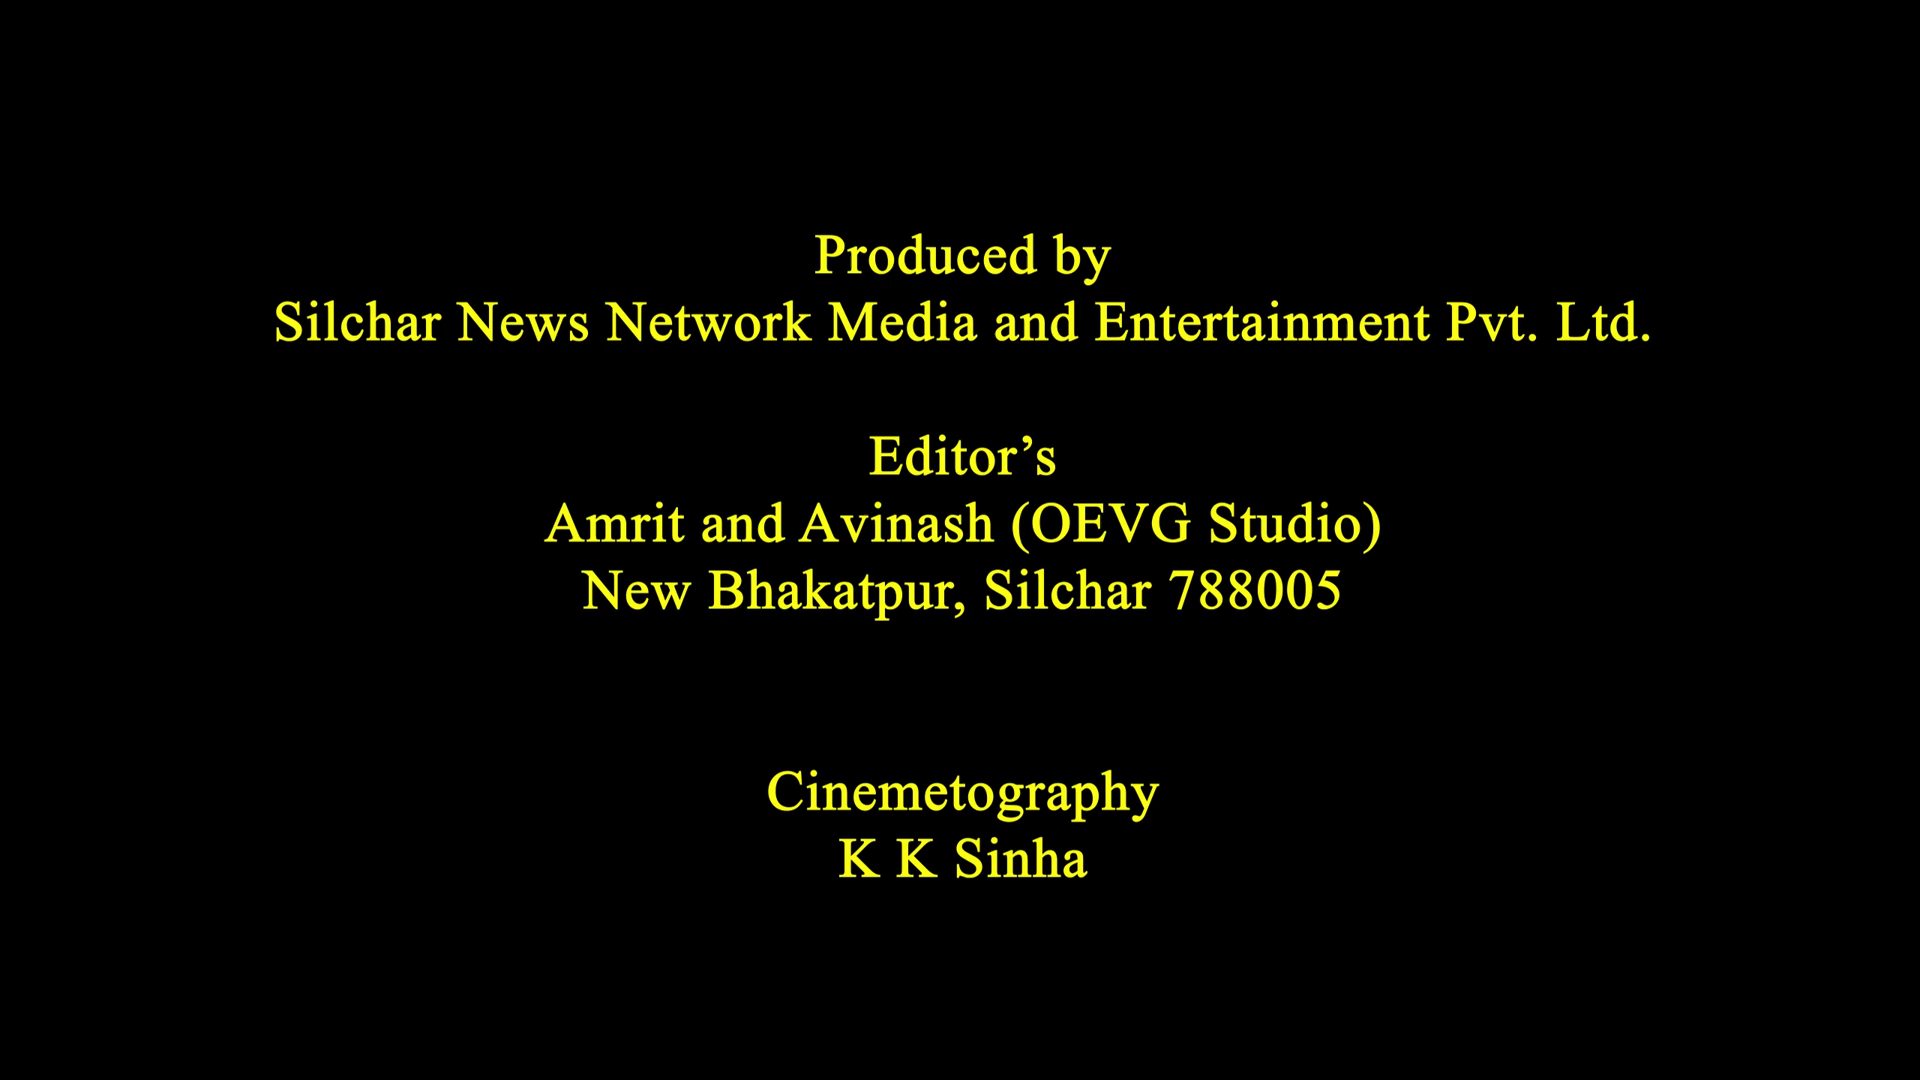 Produced by
Silchar News Network Media and Entertainment Pvt. Ltd.
Editor’s
Amrit and Avinash (OEVG Studio)
New Bhakatpur, Silchar 788005
Cinemetography
K K Sinha